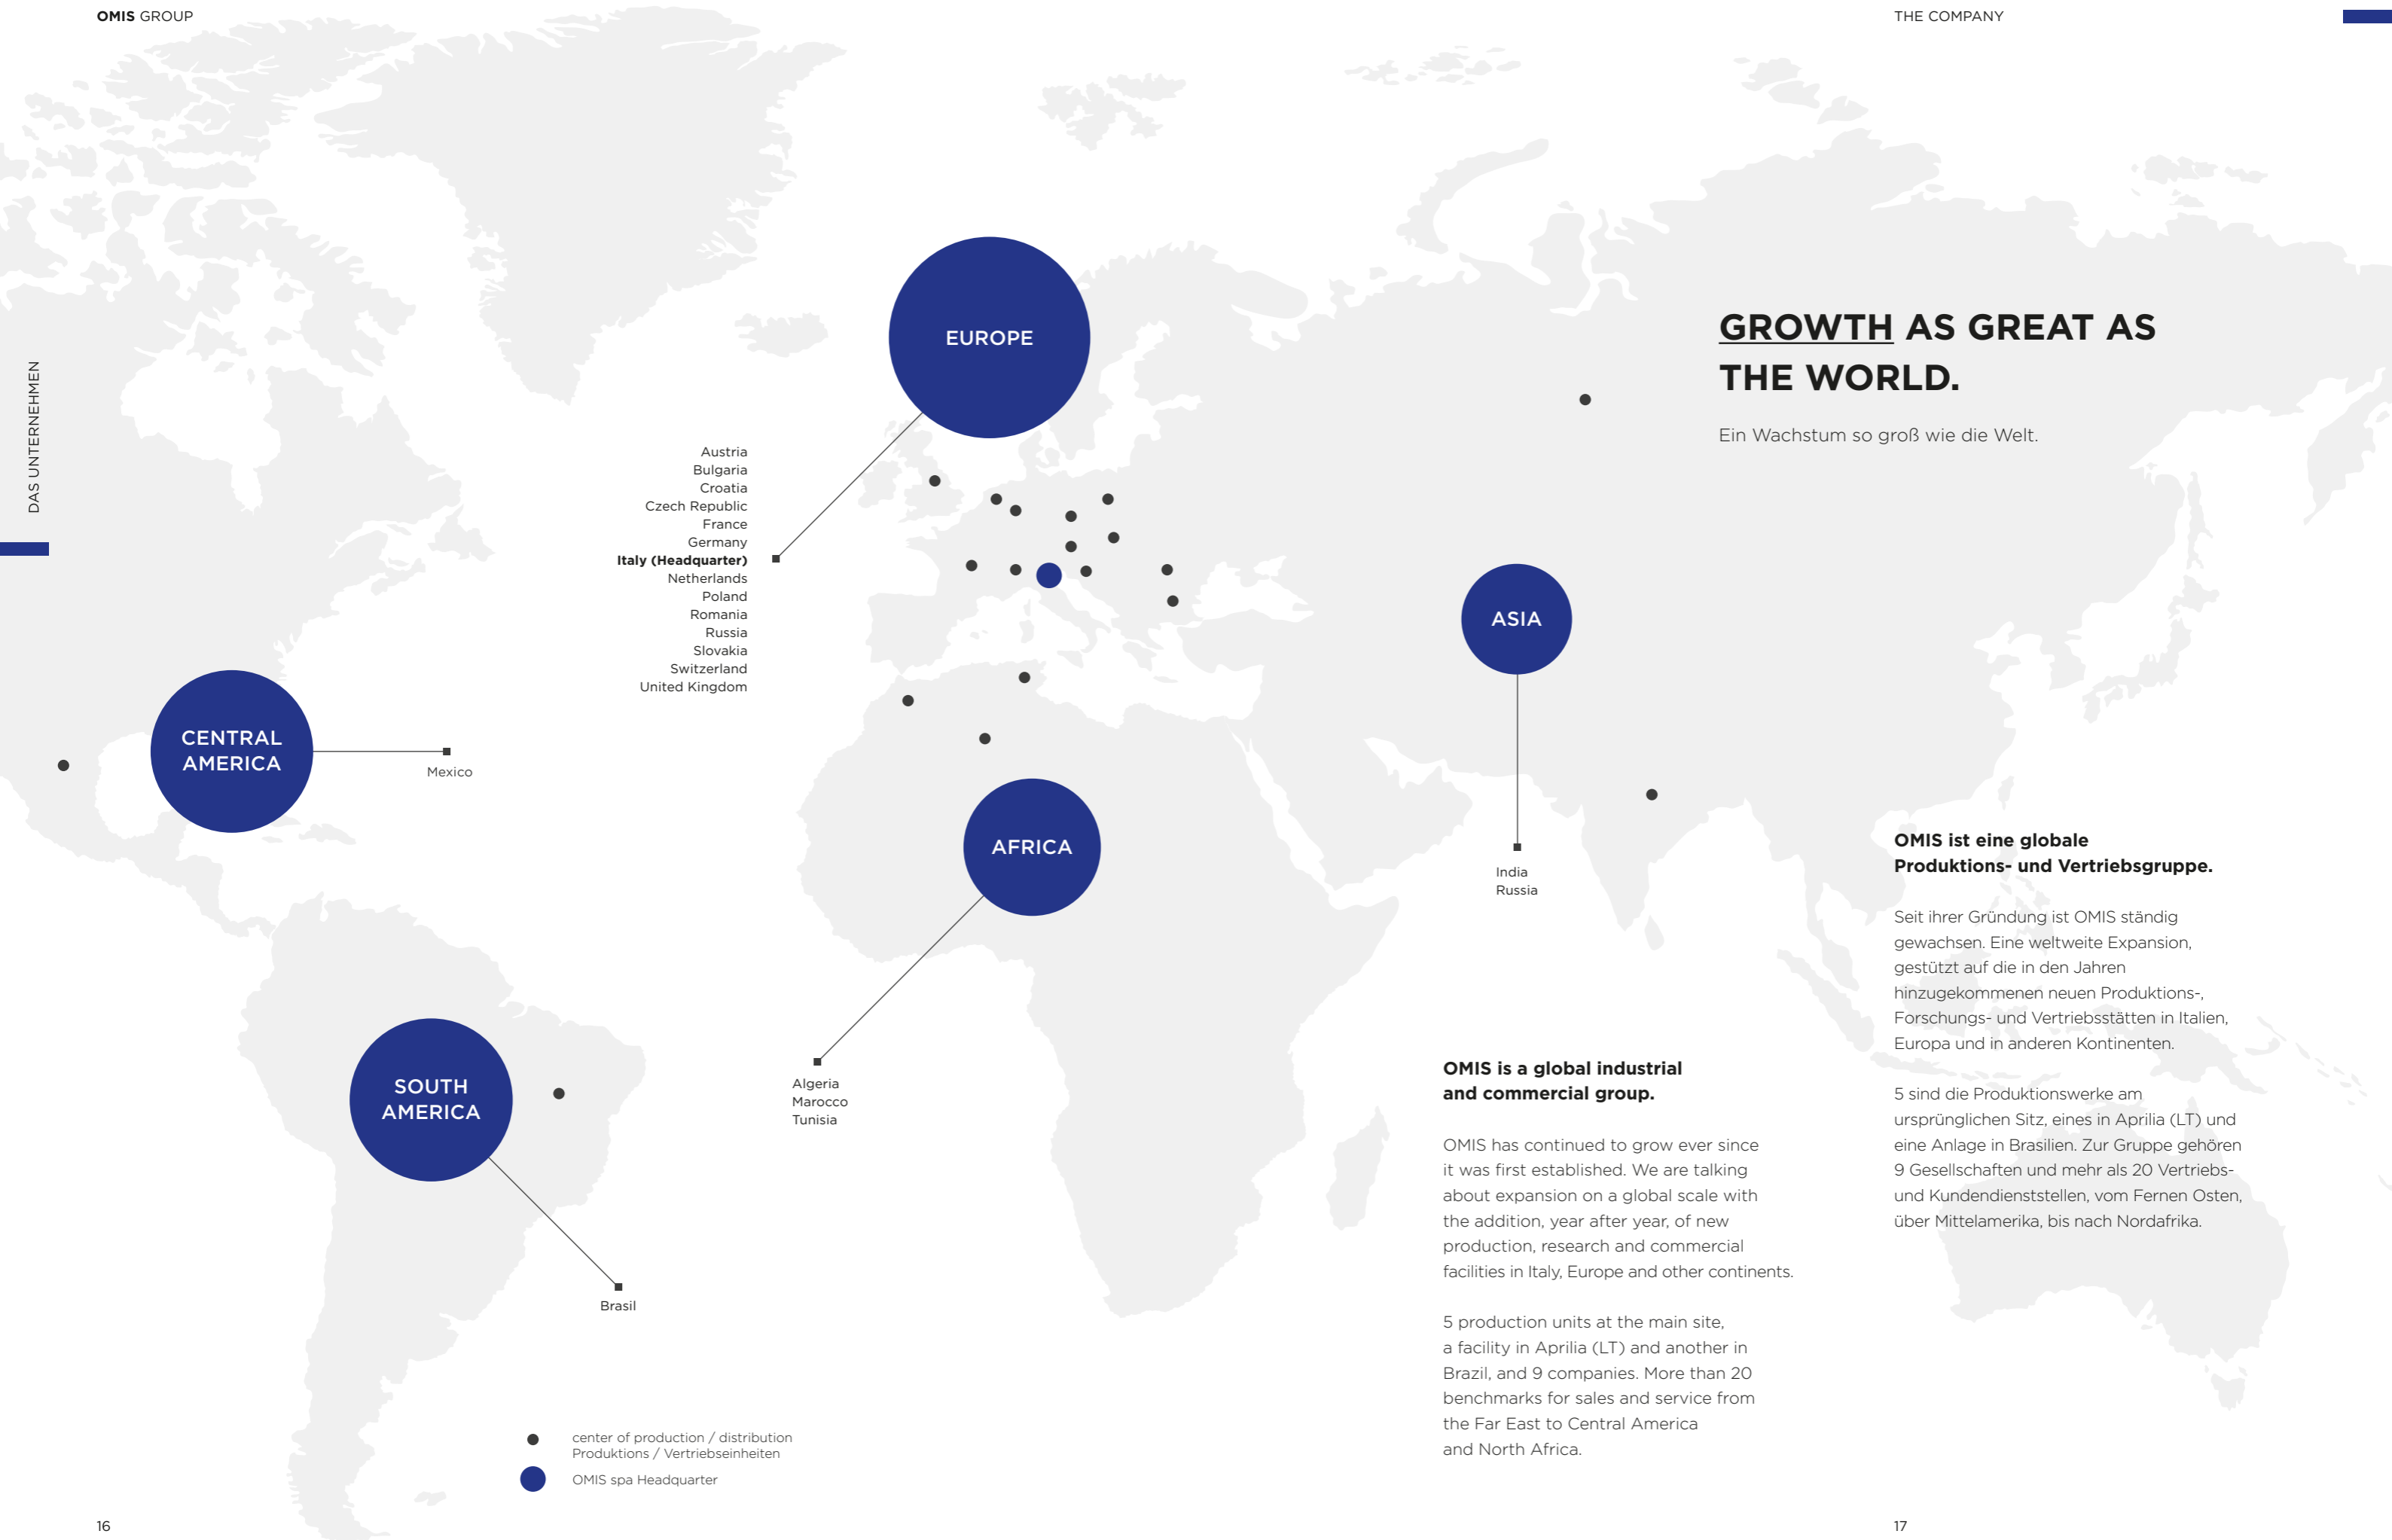 OMIS GROUP
THE COMPANY
DAS UNTERNEHMEN
GROWTH AS GREAT AS
THE WORLD.
Ein Wachstum so groß wie die Welt.
EUROPE
Austria
Bulgaria
Croatia
Czech Republic
France
Germany
Italy (Headquarter)
Netherlands
Poland
Romania
Russia
Slovakia
Switzerland
United Kingdom
ASIA
India
Russia
CENTRAL
AMERICA
Mexico
AFRICA
Algeria
Marocco
Tunisia
SOUTH
AMERICA
Brasil
OMIS is a global industrial
and commercial group.
OMIS has continued to grow ever since
it was first established. We are talking
about expansion on a global scale with
the addition, year after year, of new
production, research and commercial
facilities in Italy, Europe and other continents.
5 production units at the main site,
a facility in Aprilia (LT) and another in
Brazil, and 9 companies. More than 20
benchmarks for sales and service from
the Far East to Central America
and North Africa.
OMIS ist eine globale
Produktions- und Vertriebsgruppe.
Seit ihrer Gründung ist OMIS ständig
gewachsen. Eine weltweite Expansion,
gestützt auf die in den Jahren
hinzugekommenen neuen Produktions-,
Forschungs- und Vertriebsstätten in Italien,
Europa und in anderen Kontinenten.
5 sind die Produktionswerke am
ursprünglichen Sitz, eines in Aprilia (LT) und
eine Anlage in Brasilien. Zur Gruppe gehören
9 Gesellschaften und mehr als 20 Vertriebs-
und Kundendienststellen, vom Fernen Osten,
über Mittelamerika, bis nach Nordafrika.
center of production / distribution
Produktions / Vertriebseinheiten
OMIS spa Headquarter
16
17